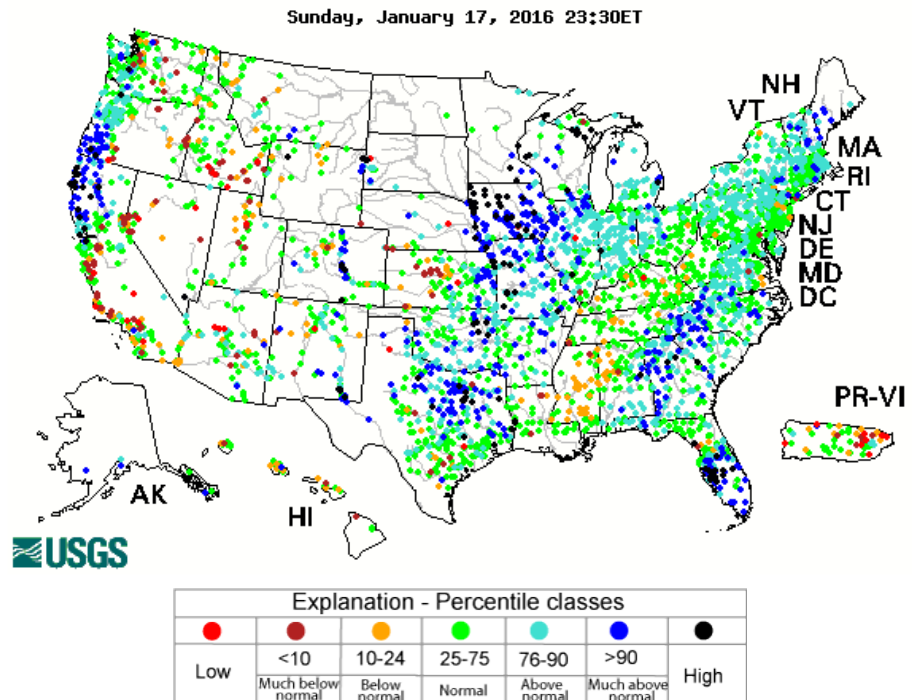 Sunday, January 17, 2016 23:30ET
NH
VT
MA
RI
CT
NJ
DE
MD
DC
PR-VI
AK
HI
USGS
Explanation - Percentile classes
<10 10-24 25-75 76-90 >90
Low High
Much below Below Normal Above Much above
normal normal normal normal